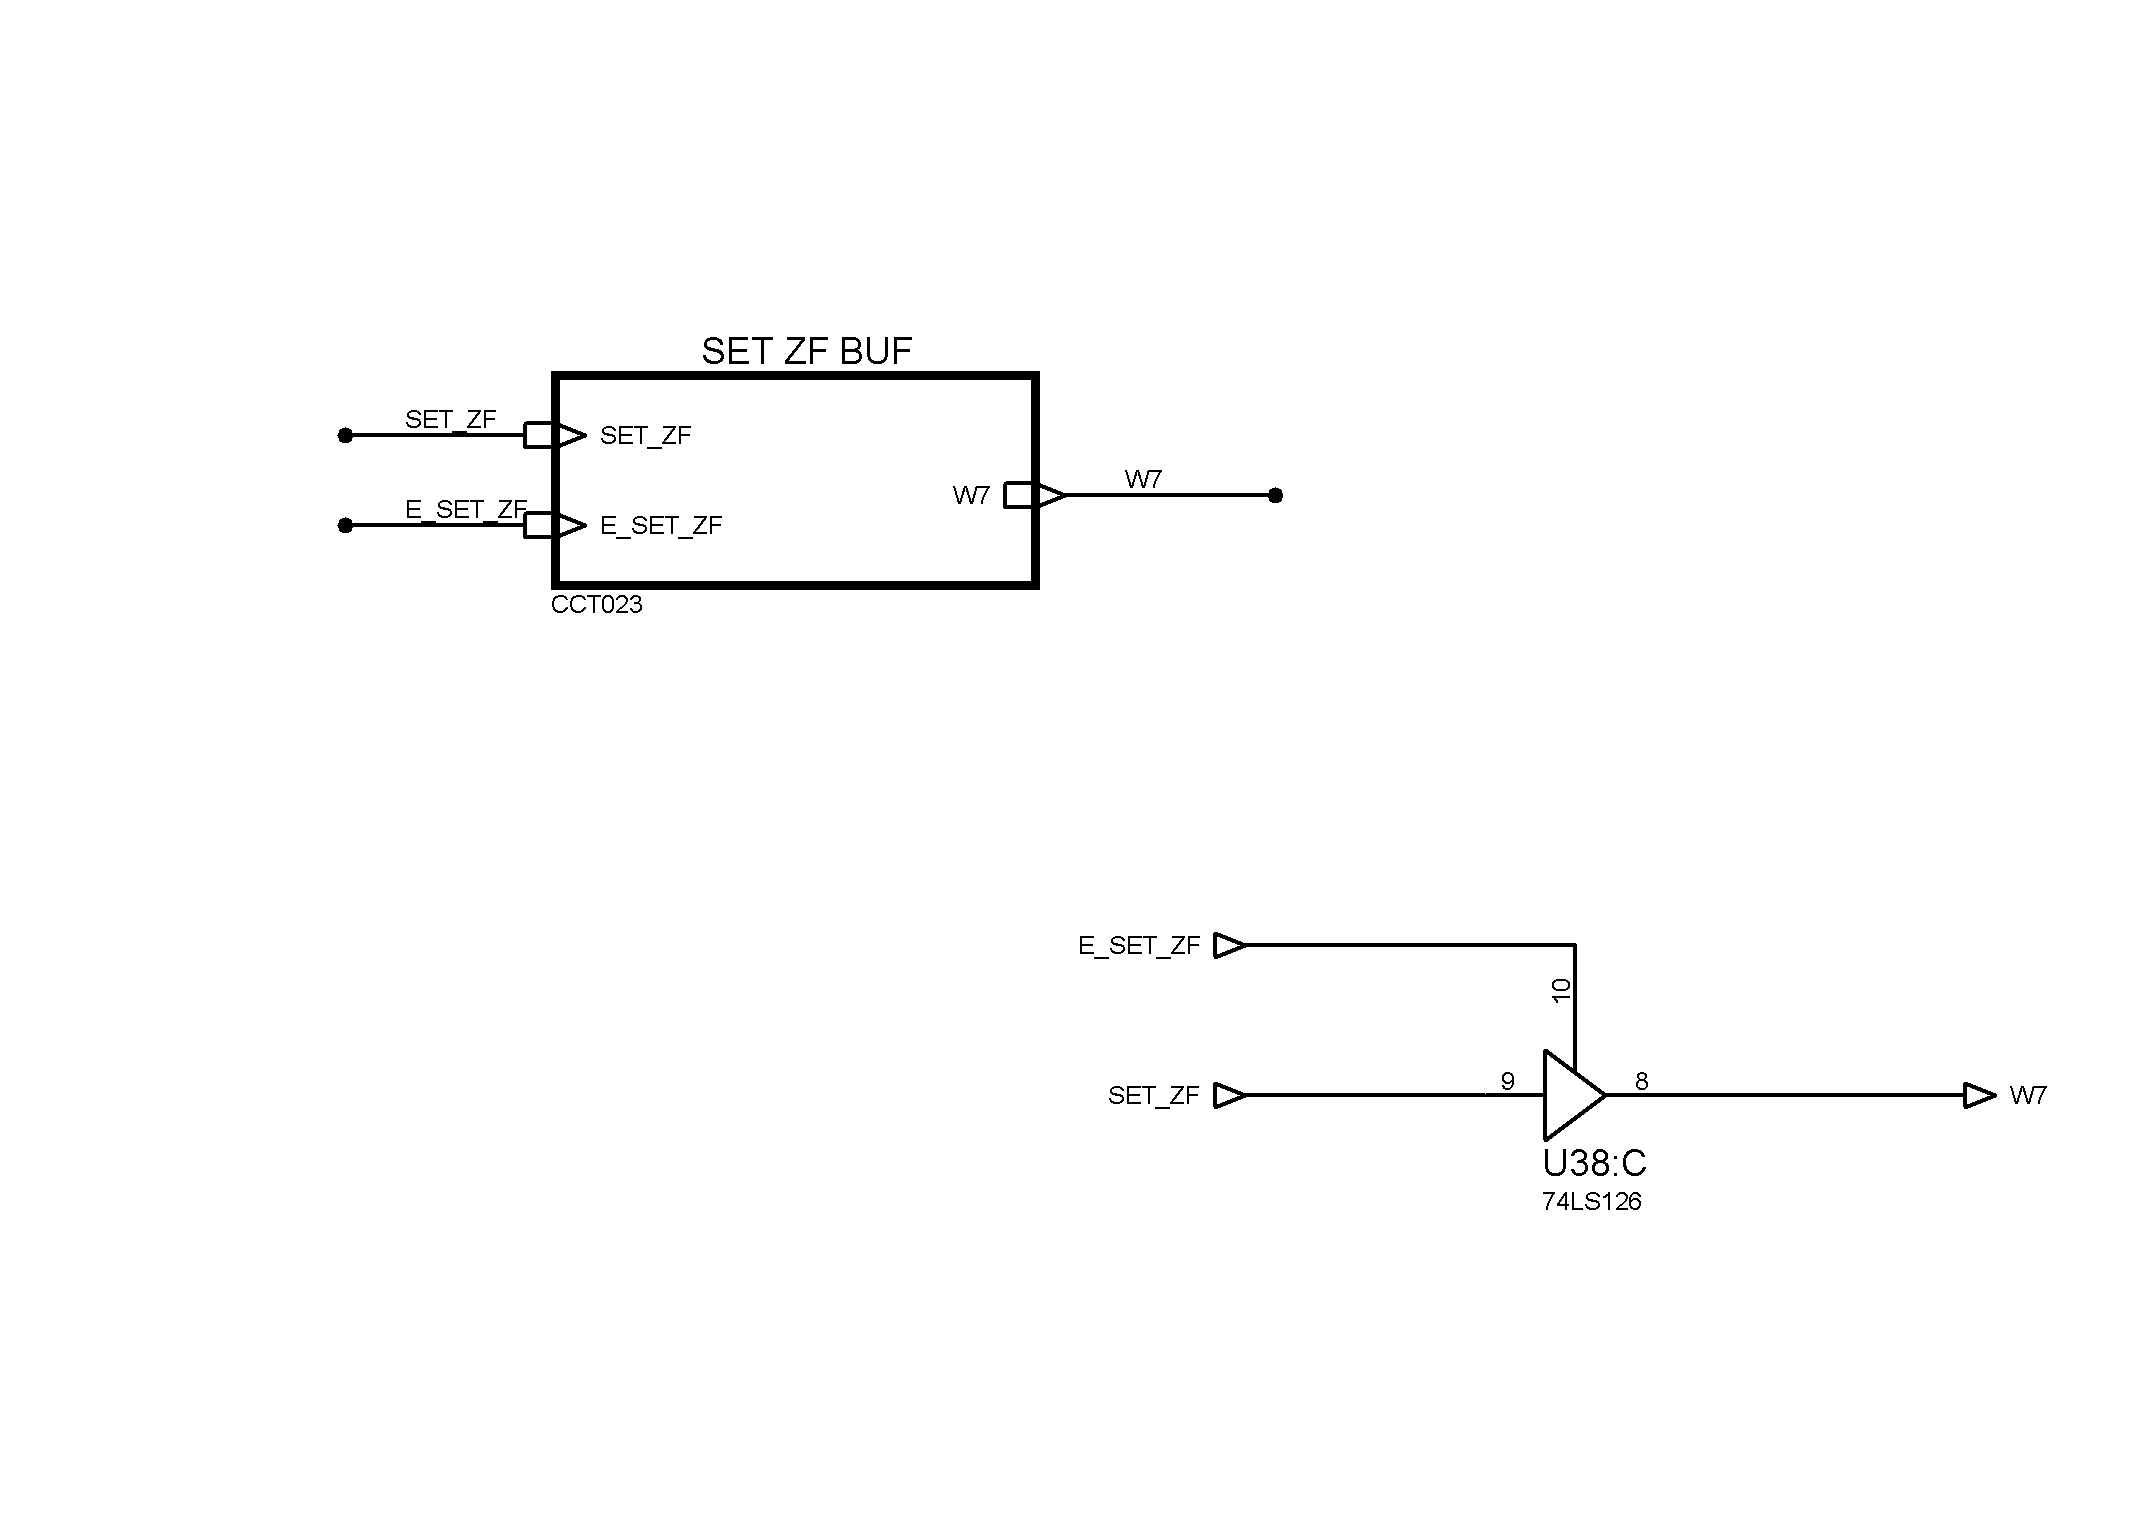 SET ZF BUF
SET_ZF
SET_ZF
W7
W7
E_SET_ZF
E_SET_ZF
CCT023
E_SET_ZF
10
SET_ZF
9
8
W7
U38:C
74LS126